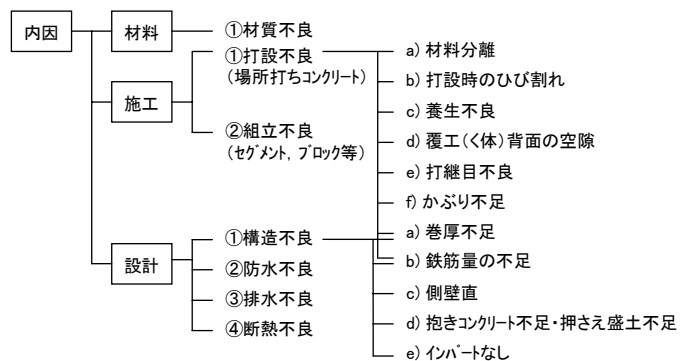 内因
材料
①材質不良
施工
①打設不良
（場所打ちコンクリート）
a）材料分離
b）打設時のひび割れ
c）養生不良
d）覆工（く体）背面の空隙
e）打継目不良
f）かぶり不足
②組立不良
（セグメント，ブロック等）
設計
①構造不良
a）巻厚不足
b）鉄筋量の不足
c）側壁直
d）抱きコンクリート不足・押さえ盛土不足
e）インバートなし
②防水不良
③排水不良
④断熱不良